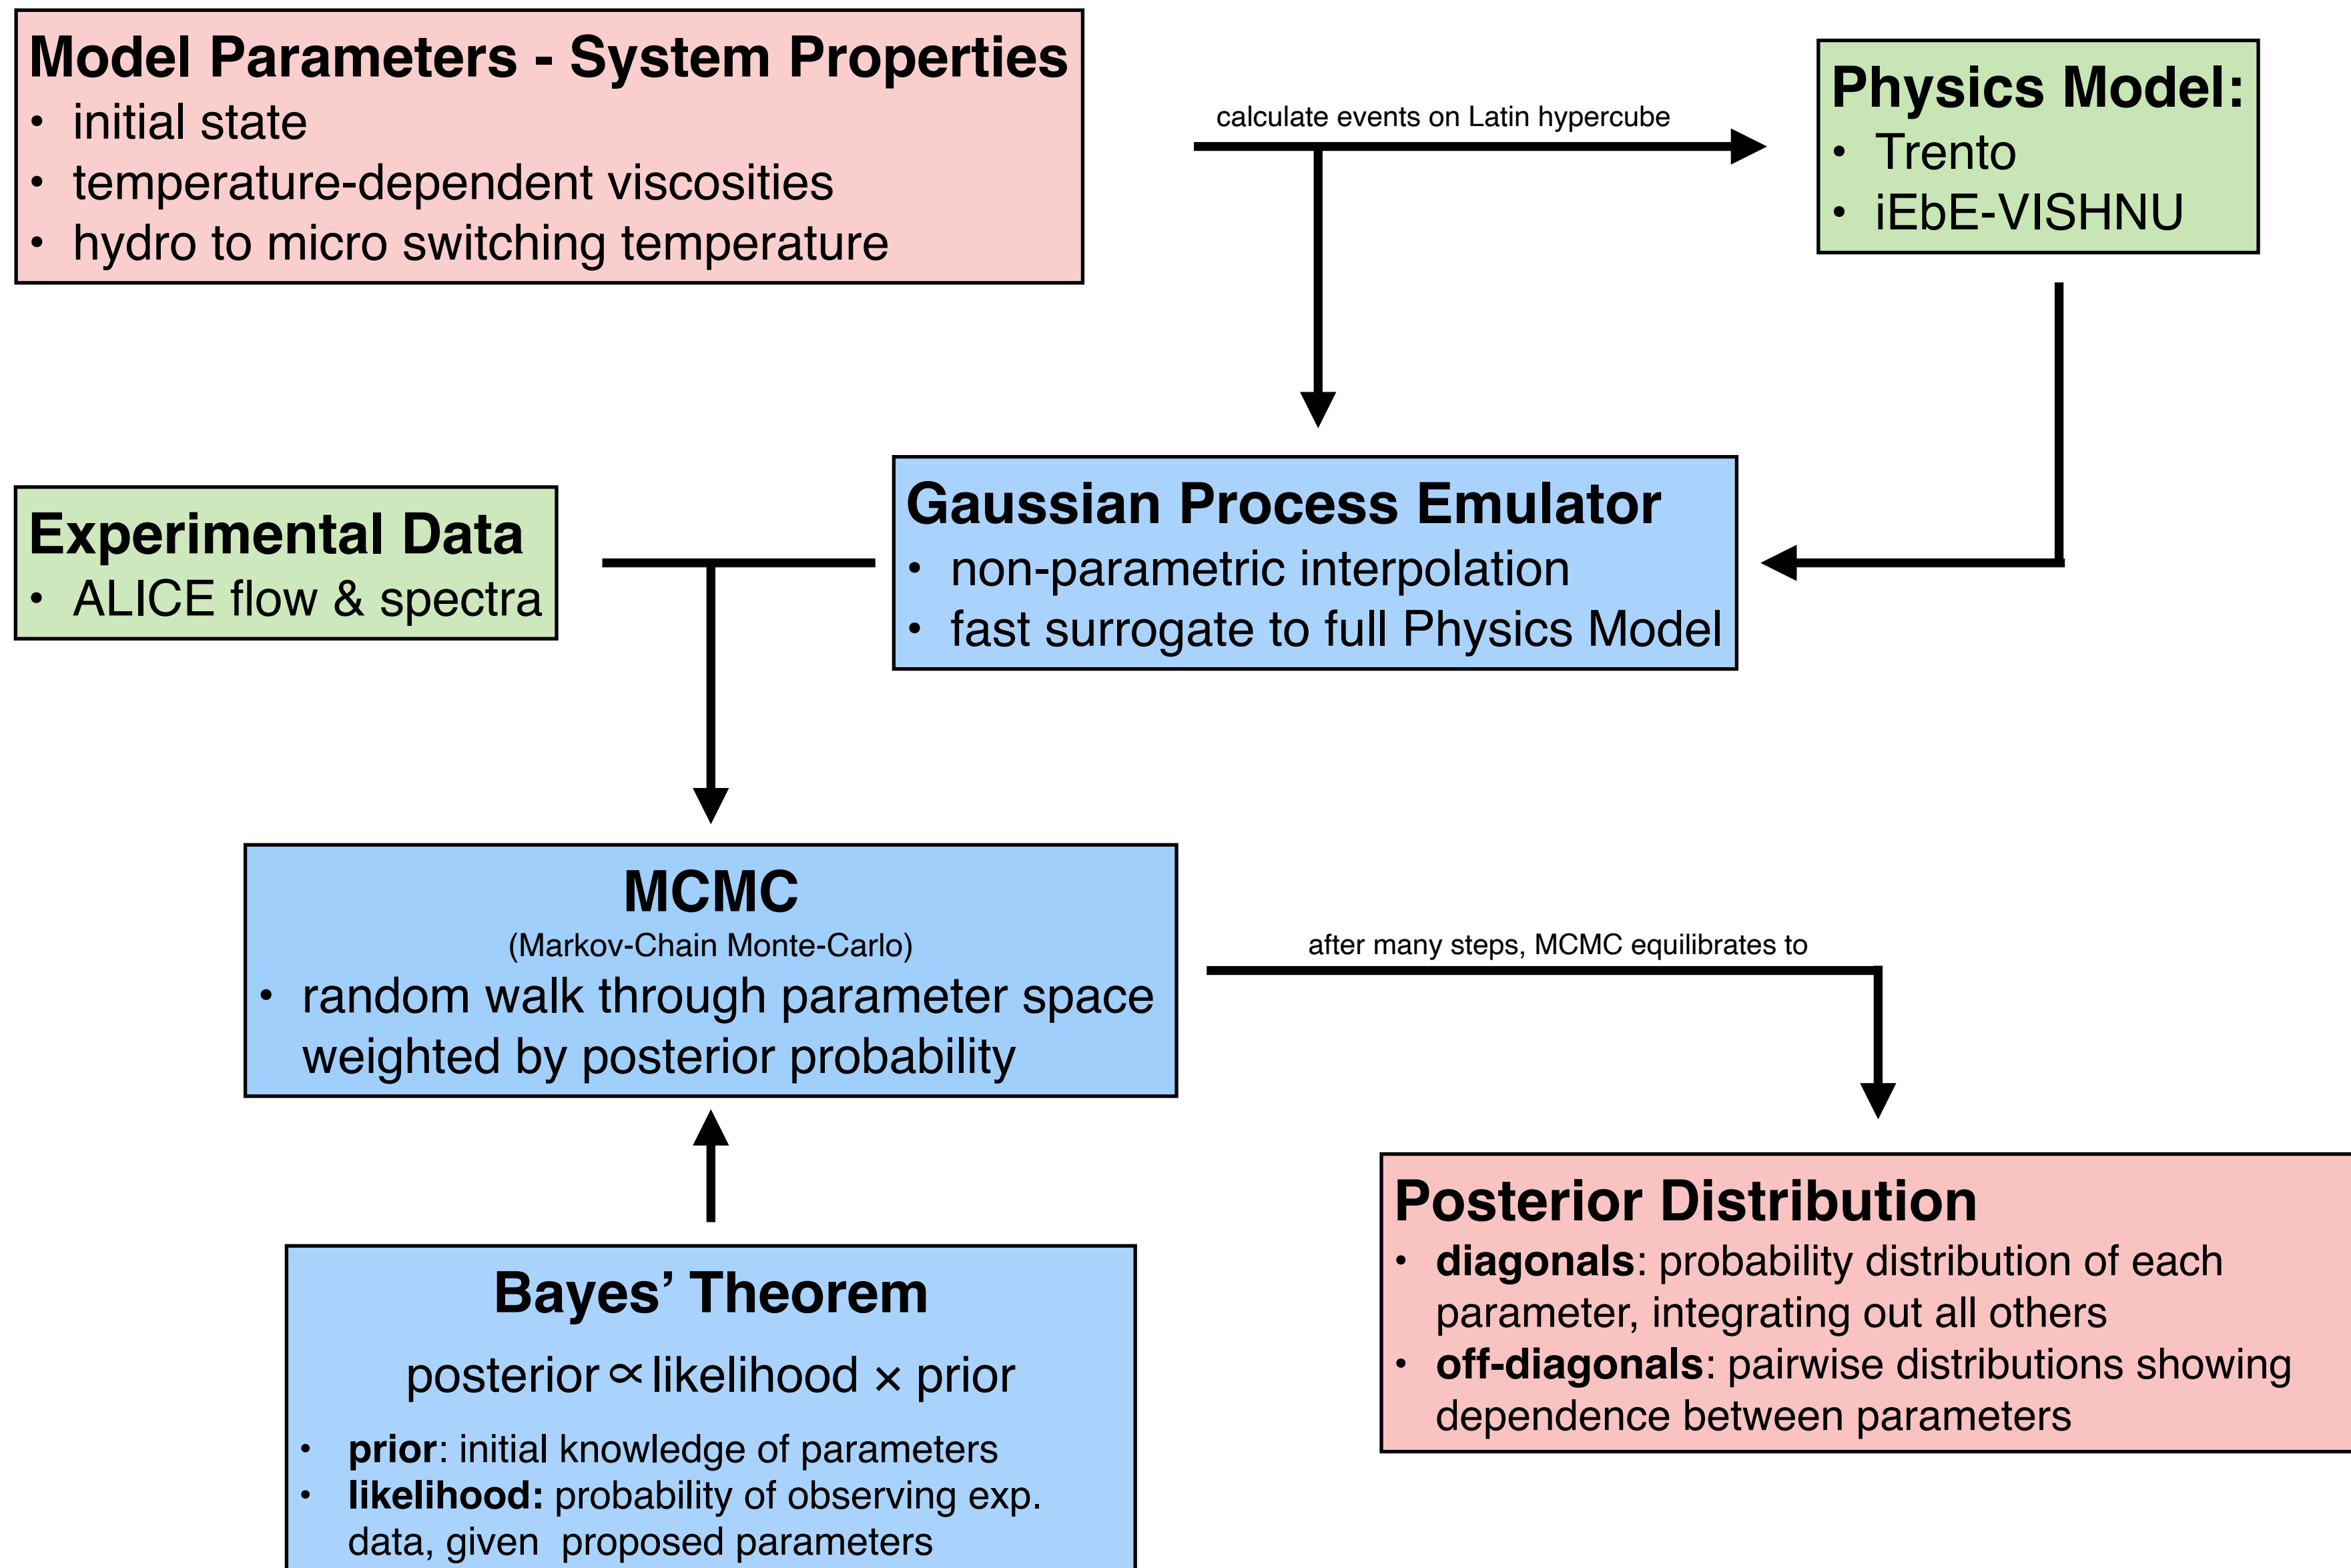 Model Parameters - System Properties
• initial state
• temperature-dependent viscosities
• hydro to micro switching temperature
calculate events on Latin hypercube
Physics Model:
• Trento
• iEbE-VISHNU
Experimental Data
• ALICE flow & spectra
Gaussian Process Emulator
• non-parametric interpolation
• fast surrogate to full Physics Model
MCMC
(Markov-Chain Monte-Carlo)
• random walk through parameter space
weighted by posterior probability
after many steps, MCMC equilibrates to
Bayes’ Theorem
posterior ∝ likelihood × prior
• prior: initial knowledge of parameters
• likelihood: probability of observing exp.
data, given proposed parameters
Posterior Distribution
• diagonals: probability distribution of each
parameter, integrating out all others
• off-diagonals: pairwise distributions showing
dependence between parameters